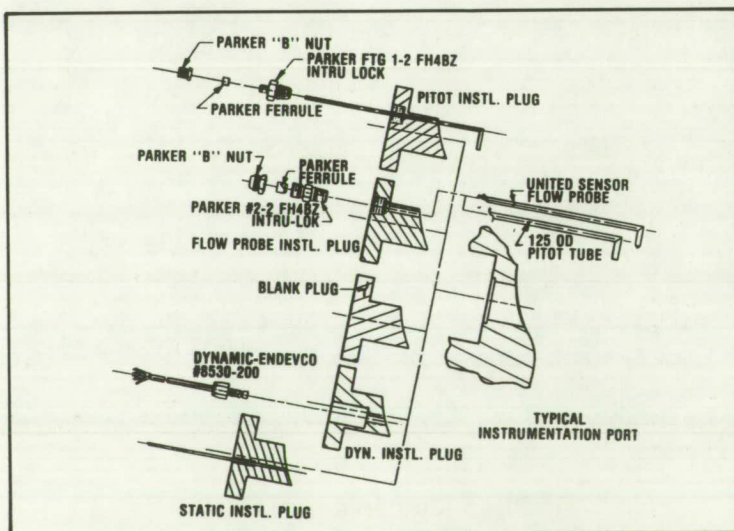 PARKER "B" NUT
PARKER FTG 1-2 FH4BZ
INTRU LOCK
PARKER FERRULE
PITOT INSTL. PLUG
PARKER "B" NUT
PARKER
FERRULE
PARKER #2-2 FH4BZ
INTRU-LOK
FLOW PROBE INSTL. PLUG
UNITED SENSOR
FLOW PROBE
125 OD
PITOT TUBE
BLANK PLUG
DYNAMIC-ENDEVCO
#8530-200
DYN. INSTL. PLUG
TYPICAL
INSTRUMENTATION PORT
STATIC INSTL. PLUG